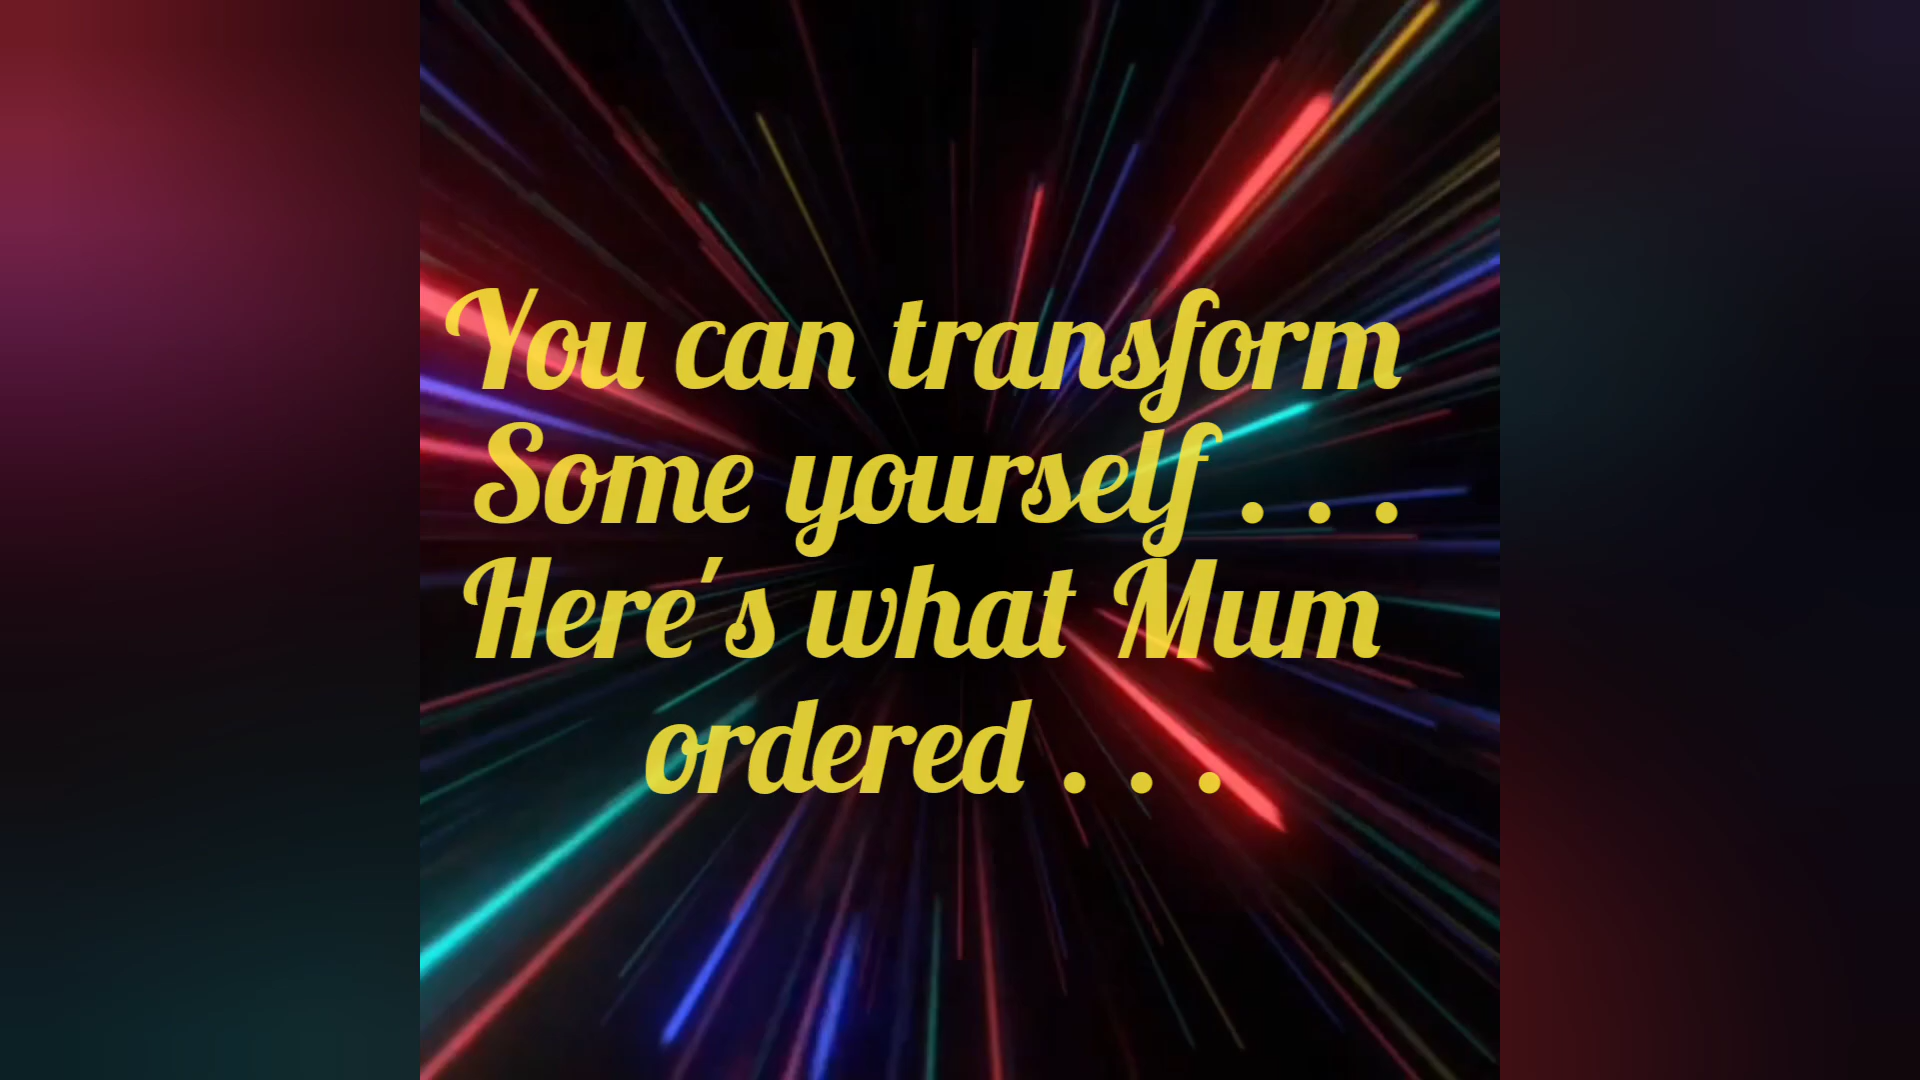 You can transform
Some yourself . . .
Here's what Mum
ordered . . .